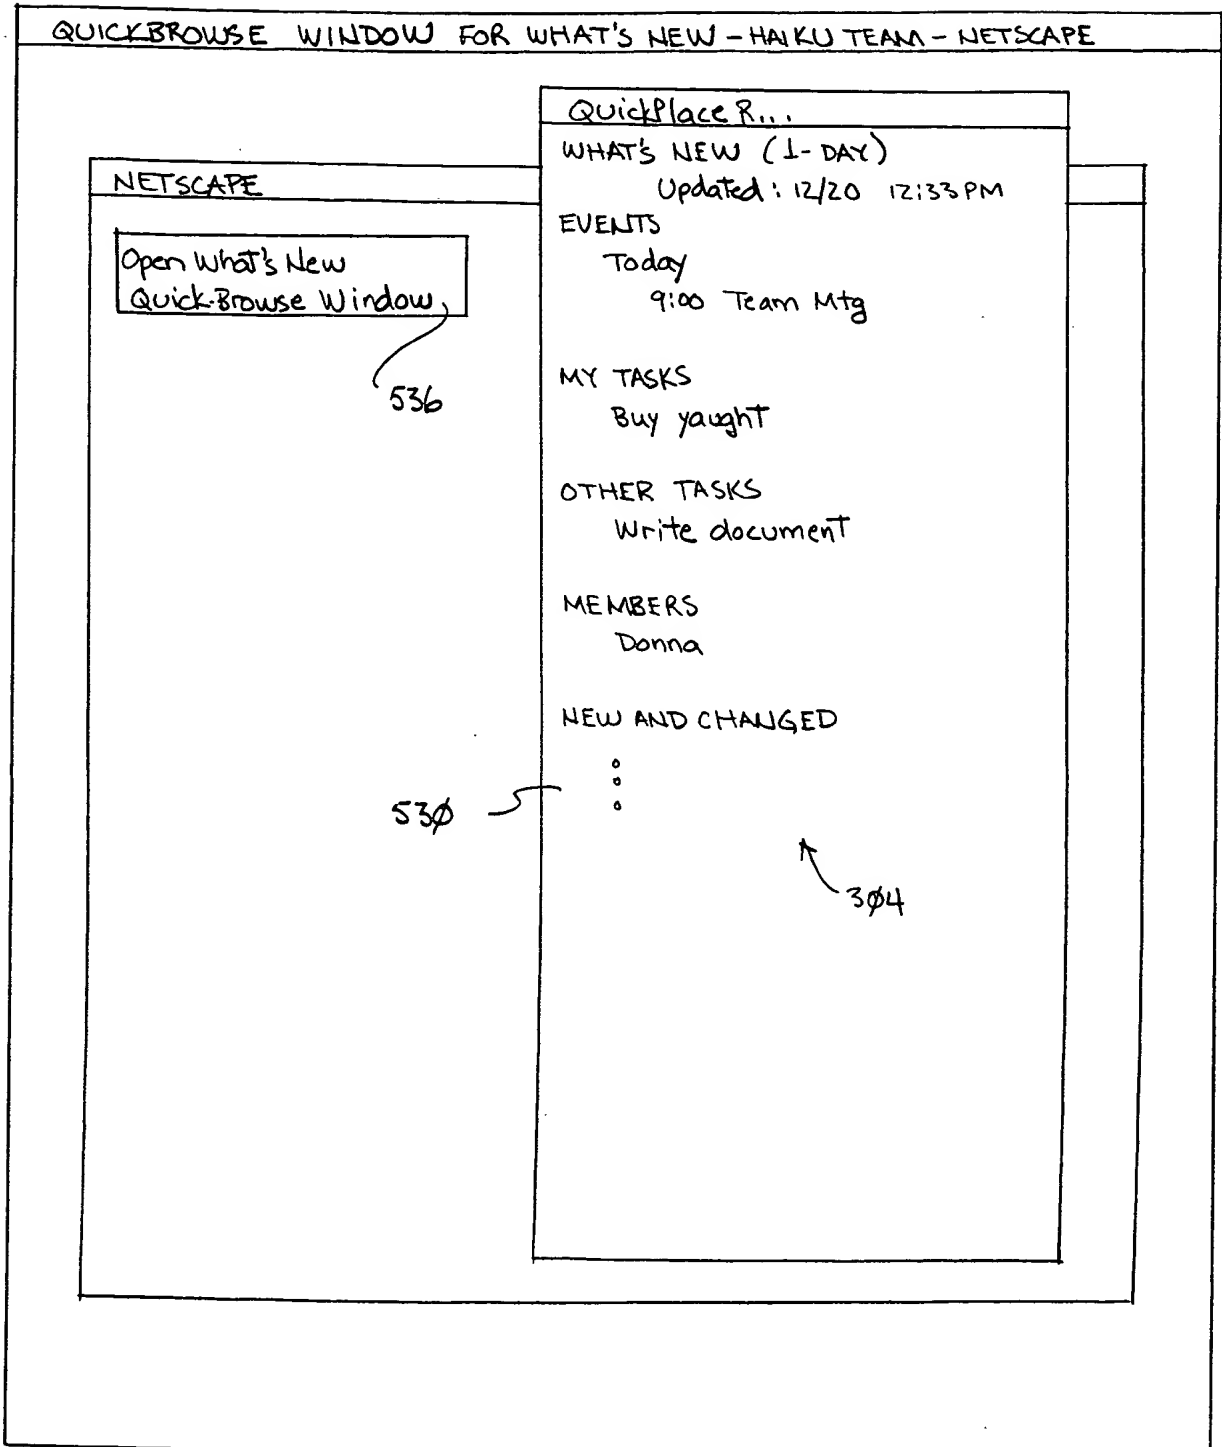 QUICKBROWSE WINDOW FOR WHAT'S NEW - HAIKU TEAM - NETSCAPE
QuickPlace R...
WHAT'S NEW (1-DAY)
Updated: 12/20 12:33 PM
NETSCAPE
Open What's New
Quick-Browse Window
536
EVENTS
Today
9:00 Team Mtg
MY TASKS
Buy yaught
OTHER TASKS
Write document
MEMBERS
Donna
NEW AND CHANGED
530
304